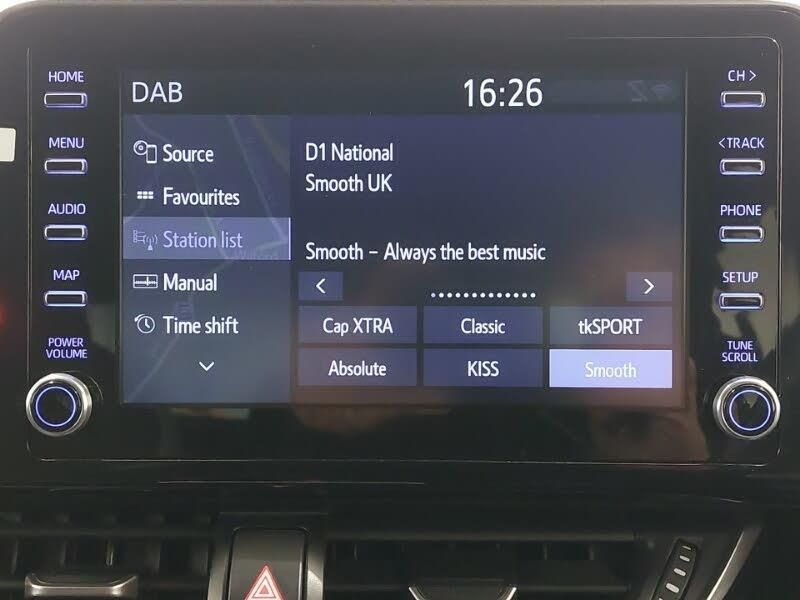 HOME
MENU
AUDIO
MAP
POWER
VOLUME
DAB
16:26
Source
Favourites
Station list
Manual
Time shift
D1 National
Smooth UK
Smooth – Always the best music
<
>
Cap XTRA
Classic
tkSPORT
Absolute
KISS
Smooth
CH >
<TRACK
PHONE
SETUP
TUNE
SCROLL